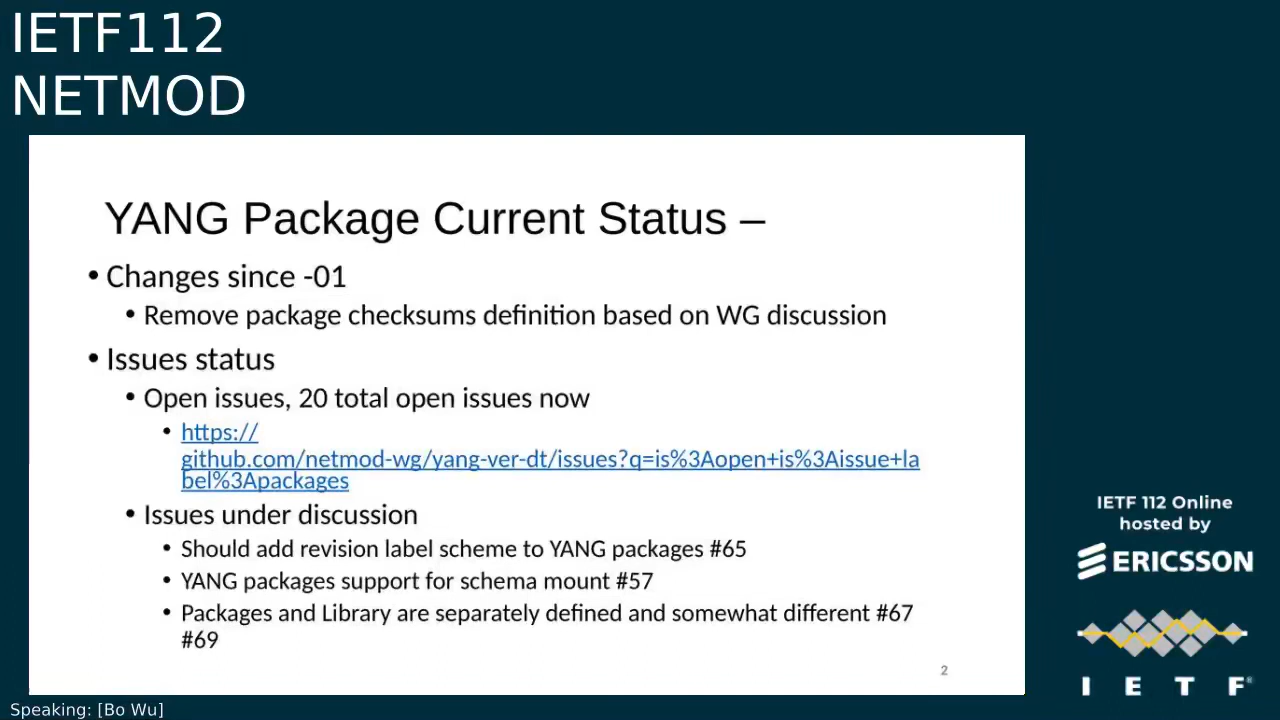 IETF112
NETMOD
YANG Package Current Status –
• Changes since -01
• Remove package checksums definition based on WG discussion
• Issues status
• Open issues, 20 total open issues now
• https://
github.com/netmod-wg/yang-ver-dt/issues?q=is%3Aopen+is%3Aissue+la
bel%3Apackages
• Issues under discussion
• Should add revision label scheme to YANG packages #65
• YANG packages support for schema mount #57
• Packages and Library are separately defined and somewhat different #67
#69
2
IETF 112 Online
hosted by
ERICSSON
I E T F®
Speaking: [Bo Wu]